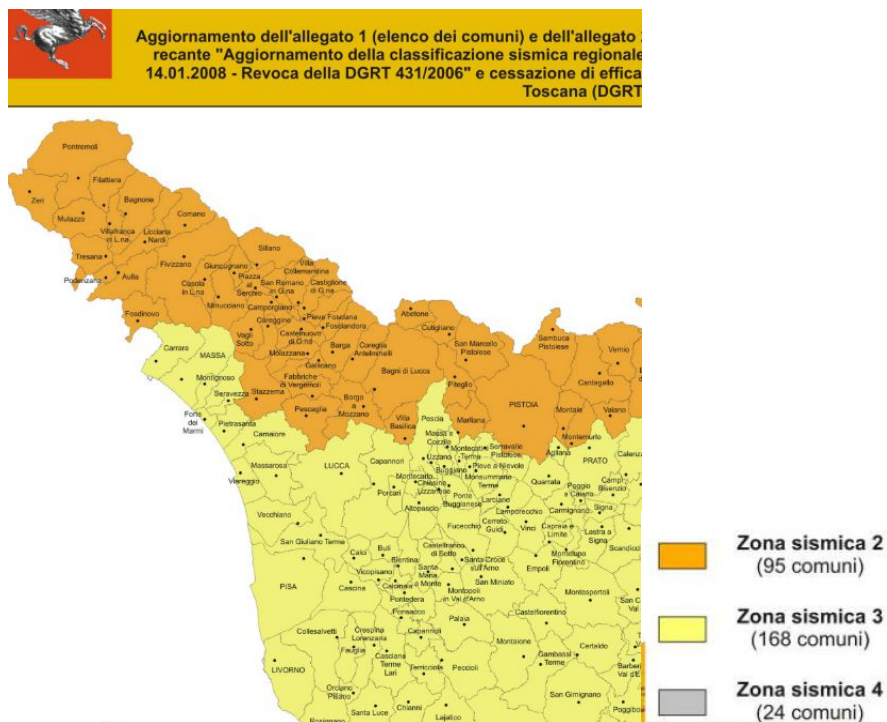 Aggiornamento dell'allegato 1 (elenco dei comuni) e dell'allegato
recante "Aggiornamento della classificazione sismica regionale
14.01.2008 - Revoca della DGRT 431/2006" e cessazione di effica
Toscana (DGRT
Pontremoli
Filattiera
Zeri
Bagnone
Mulazzo
Comano
Villafranca
in L.na
Licciana
Nardi
Tresana
Sillano
Fivizzano
Giuncugnano
Villa
Collemandina
Podenzana
Aulla
Piazza
al
Serchio
San Romano
in G.na
Castiglione
di G.na
Casola
in L.na
Minucciano
Camporgiano
Fosdinovo
Careggine
Pieve Fosciana
Fosciandora
Abetone
Vagli
Sotto
Castelnuovo
di G.na
Cutigliano
Sambuca
Pistoiese
Carrara
MASSA
Molazzana
Barga
Coreglia
Antelminelli
San Marcello
Pistoiese
Vernio
Gallicano
Bagni di Lucca
Montignoso
Fabbriche
di Vergemoli
Piteglio
Cantagallo
Seravezza
Stazzema
Pescaglia
Borgo
a
Mozzano
PISTOIA
Montale
Vaiano
Forte
dei
Marmi
Pietrasanta
Villa
Basilica
Pescia
Marliana
Camaiore
Massa e
Cozzile
Montecatini
Terme
Serravalle
Pistoiese
Montemurlo
Agliana
PRATO
Calenz
Massarosa
LUCCA
Capannori
Uzzano
Buggiano
Pieve a Nievole
Monsummano
Terme
Viareggio
Montecarlo
Chiesina
Uzzanese
Quarrata
Poggio
a Caiano
Campi
Bisenzio
Porcari
Ponte
Buggianese
Larciano
Altopascio
Lamporecchio
Carmignano
Signa
Vecchiano
Fucecchio
Cerreto
Guidi
Vinci
Capraia e
Limite
Lastra a
Signa
San Giuliano Terme
Scandicci
Calci
Buti
Castelfranco
di Sotto
Montelupo
Fiorentino
Bientina
Santa Croce
sull'Arno
Empoli
PISA
Vicopisano
Santa
Maria
a Monte
Cascina
Calcinaia
San Miniato
Montopoli
in Val d'Arno
Montespertoli
Pontedera
Ponsacco
Castelfiorentino
San C
Val
Collesalvetti
Crespina
Lorenzana
Capannoli
Palaia
Fauglia
Montaione
Certaldo
Casciana
Terme
Lari
Gambassi
Terme
LIVORNO
Terricciola
Peccioli
Barber
Val d'E
Orciano
Pisano
San Gimignano
Santa Luce
Chianni
Lajatico
Poggibo
Rosignano
Zona sismica 2
(95 comuni)
Zona sismica 3
(168 comuni)
Zona sismica 4
(24 comuni)